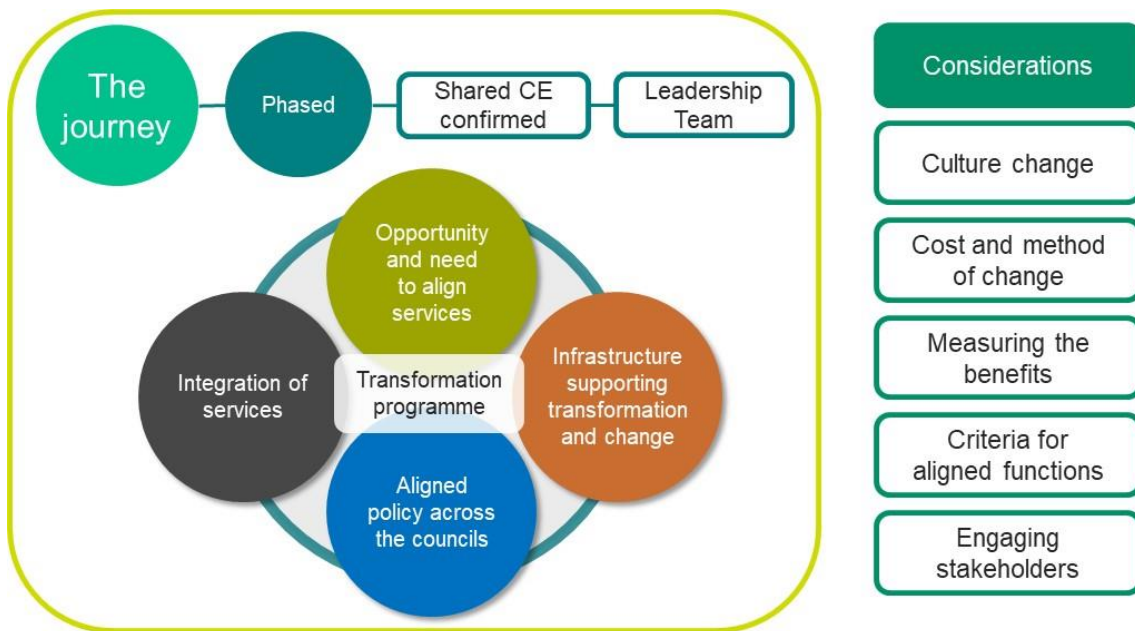 The
journey
Phased
Shared CE
confirmed
Leadership
Team
Opportunity
and need
to align
services
Integration of
services
Transformation
programme
Infrastructure
supporting
transformation
and change
Aligned
policy across
the councils
Considerations
Culture change
Cost and method
of change
Measuring the
benefits
Criteria for
aligned functions
Engaging
stakeholders